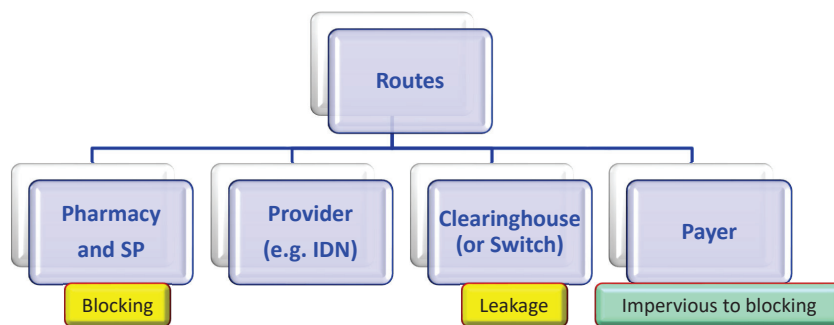 Routes
Pharmacy
and SP
Provider
(e.g. IDN)
Clearinghouse
(or Switch)
Payer
Blocking
Leakage
Impervious to blocking